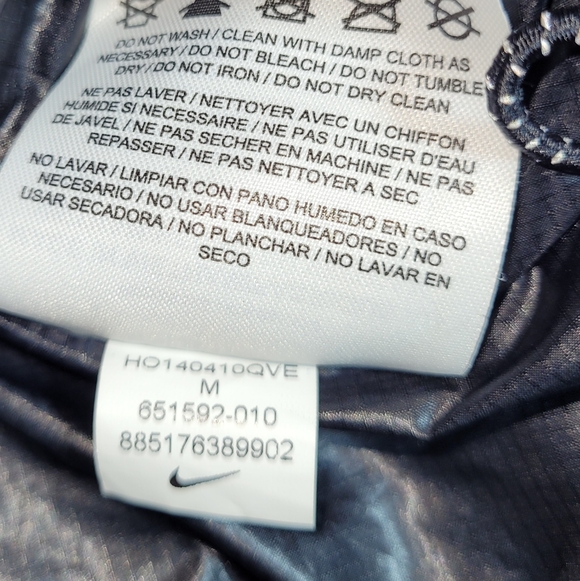 DO NOT WASH / CLEAN WITH DAMP CLOTH AS
NECESSARY / DO NOT BLEACH / DO NOT TUMBLE
DRY / DO NOT IRON / DO NOT DRY CLEAN
NE PAS LAVER / NETTOYER AVEC UN CHIFFON
HUMIDE SI NECESSAIRE / NE PAS UTILISER D'EAU
DE JAVEL / NE PAS SECHER EN MACHINE / NE PAS
REPASSER / NE PAS NETTOYER A SEC
NO LAVAR / LIMPIAR CON PANO HUMEDO EN CASO
NECESARIO / NO USAR BLANQUEADORES / NO
USAR SECADORA / NO PLANCHAR / NO LAVAR EN
SECO
HO140410QVE
M
651592-010
885176389902